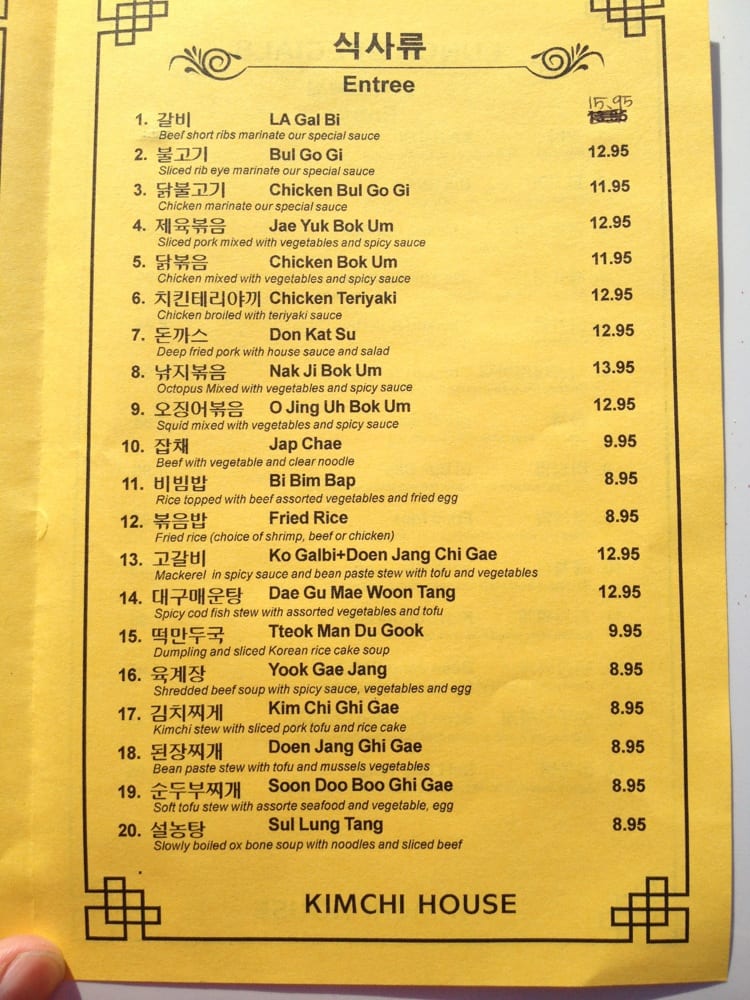 식사류
Entree
15.95
1. 갈비 LA Gal Bi
Beef short ribs marinate our special sauce
2. 불고기 Bul Go Gi 12.95
Sliced rib eye marinate our special sauce
3. 닭불고기 Chicken Bul Go Gi 11.95
Chicken marinate our special sauce
4. 제육볶음 Jae Yuk Bok Um 12.95
Sliced pork mixed with vegetables and spicy sauce
5. 닭볶음 Chicken Bok Um 11.95
Chicken mixed with vegetables and spicy sauce
6. 치킨테리야끼 Chicken Teriyaki 12.95
Chicken broiled with teriyaki sauce
7. 돈까스 Don Kat Su 12.95
Deep fried pork with house sauce and salad
8. 낚지볶음 Nak Ji Bok Um 13.95
Octopus Mixed with vegetables and spicy sauce
9. 오징어볶음 O Jing Uh Bok Um 12.95
Squid mixed with vegetables and spicy sauce
10. 잡채 Jap Chae 9.95
Beef with vegetable and clear noodle
11. 비빔밥 Bi Bim Bap 8.95
Rice topped with beef assorted vegetables and fried egg
12. 볶음밥 Fried Rice 8.95
Fried rice (choice of shrimp, beef or chicken)
13. 고갈비 Ko Galbi+Doen Jang Chi Gae 12.95
Mackerel in spicy sauce and bean paste stew with tofu and vegetables
14. 대구매운탕 Dae Gu Mae Woon Tang 12.95
Spicy cod fish stew with assorted vegetables and tofu
15. 떡만두국 Tteok Man Du Gook 9.95
Dumpling and sliced Korean rice cake soup
16. 육계장 Yook Gae Jang 8.95
Shredded beef soup with spicy sauce, vegetables and egg
17. 김치찌게 Kim Chi Ghi Gae 8.95
Kimchi stew with sliced pork tofu and rice cake
18. 된장찌개 Doen Jang Ghi Gae 8.95
Bean paste stew with tofu and mussels vegetables
19. 순두부찌개 Soon Doo Boo Ghi Gae 8.95
Soft tofu stew with assorte seafood and vegetable, egg
20. 설농탕 Sul Lung Tang 8.95
Slowly boiled ox bone soup with noodles and sliced beef
KIMCHI HOUSE